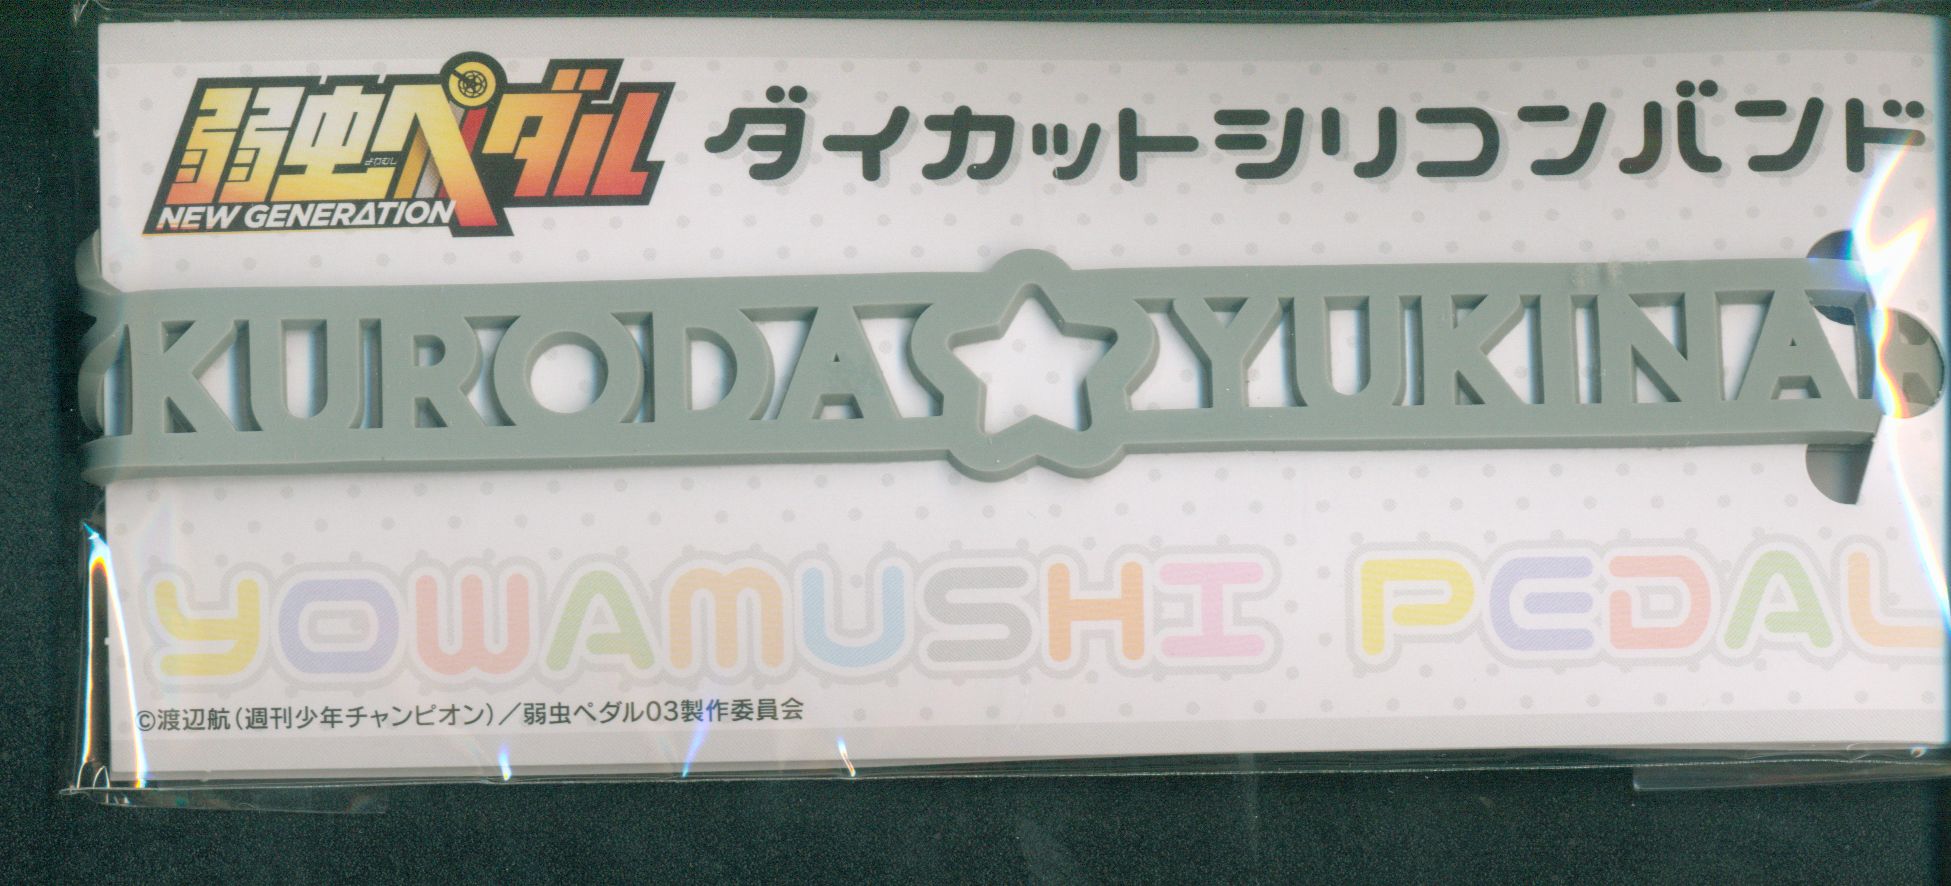 弱虫ペダル
よわむし
NEW GENERATION
ダイカットシリコンバンド
KURODA☆YUKINA
YOWAMUSHI PEDAL
©渡辺航(週刊少年チャンピオン)/弱虫ペダル03製作委員会